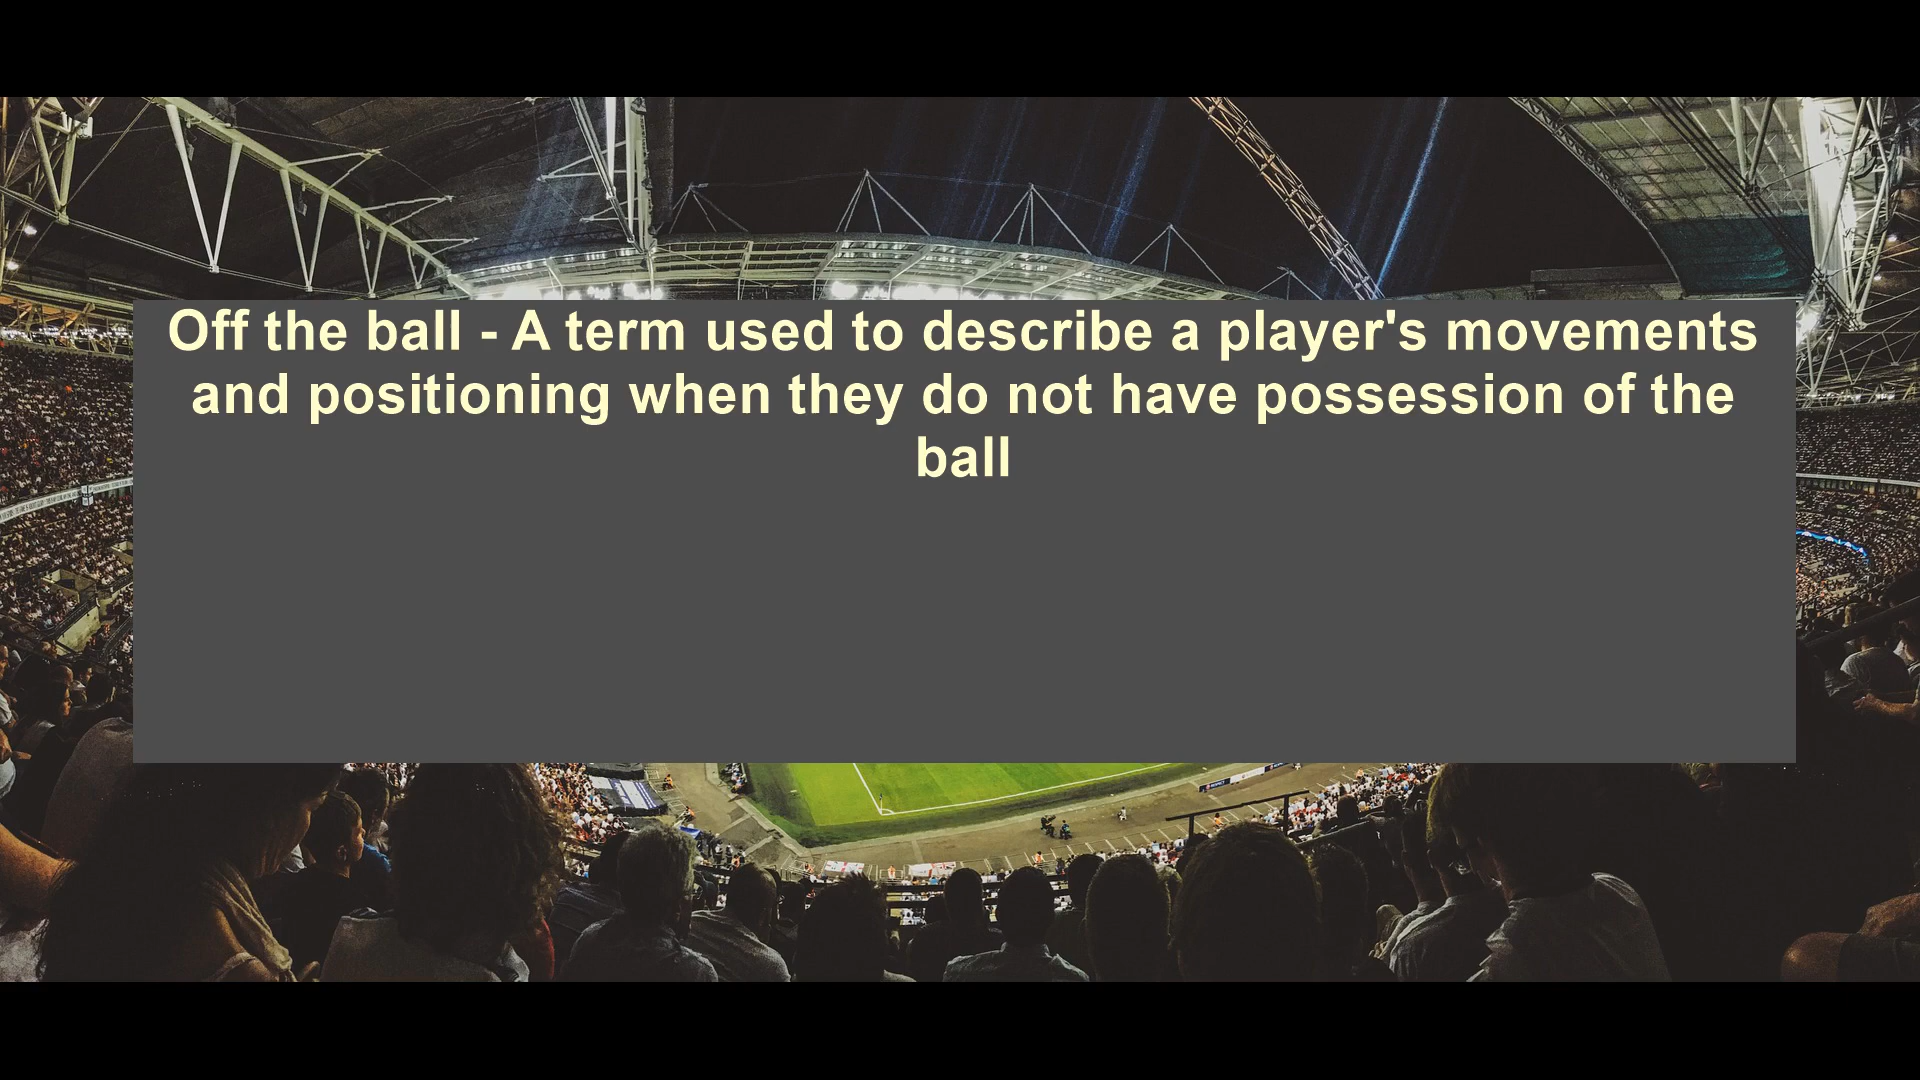 Off the ball - A term used to describe a player's movements
and positioning when they do not have possession of the
ball